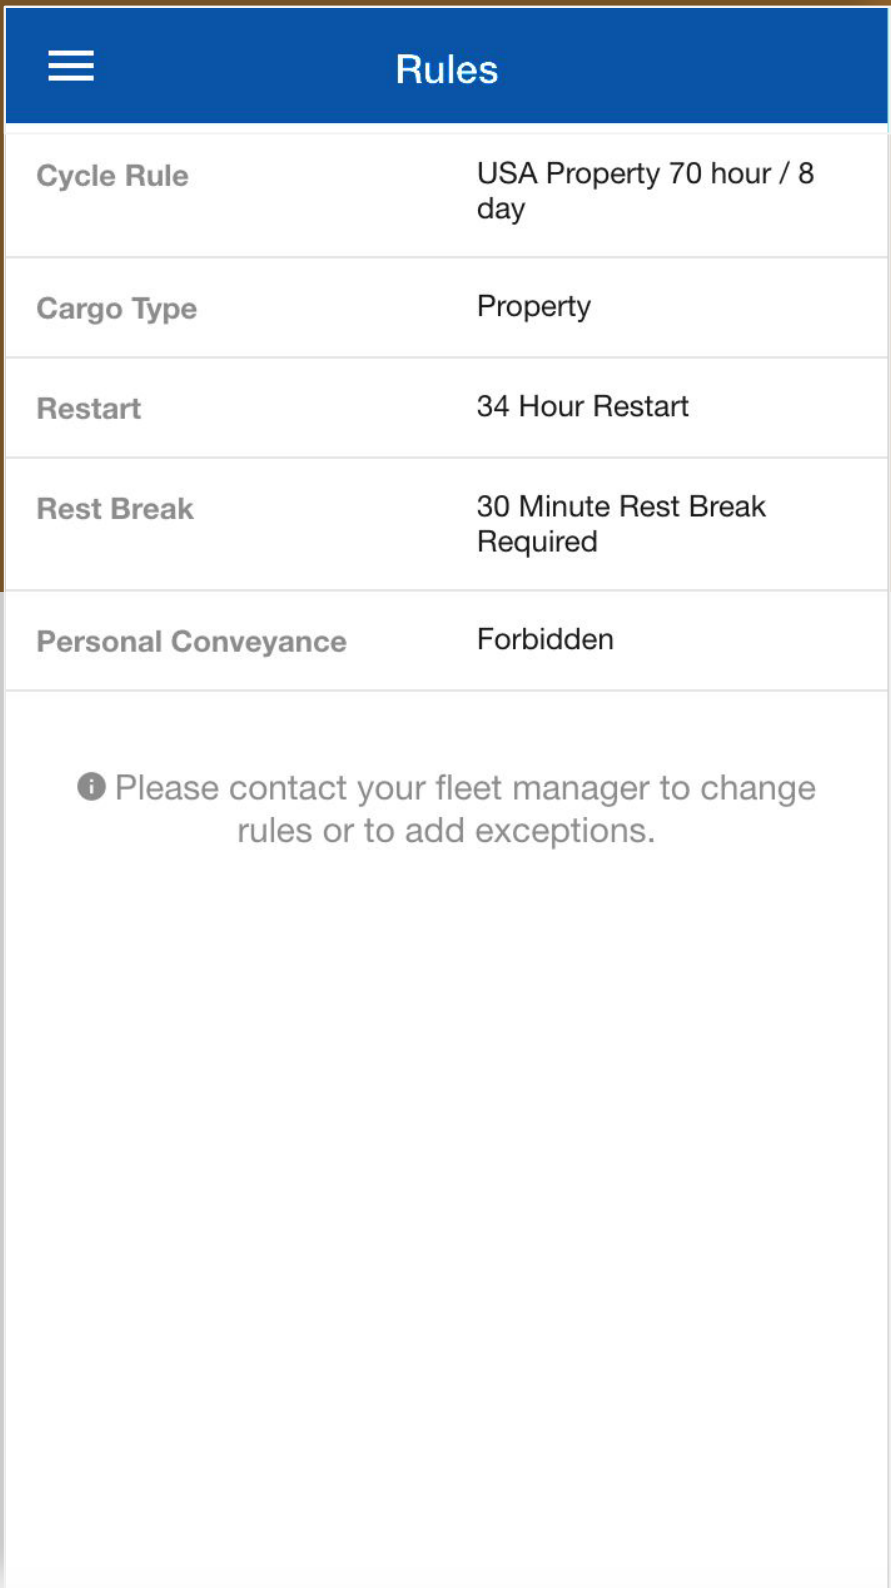 Rules
Cycle Rule
USA Property 70 hour / 8
day
Cargo Type
Property
Restart
34 Hour Restart
Rest Break
30 Minute Rest Break
Required
Personal Conveyance
Forbidden
Please contact your fleet manager to change
rules or to add exceptions.